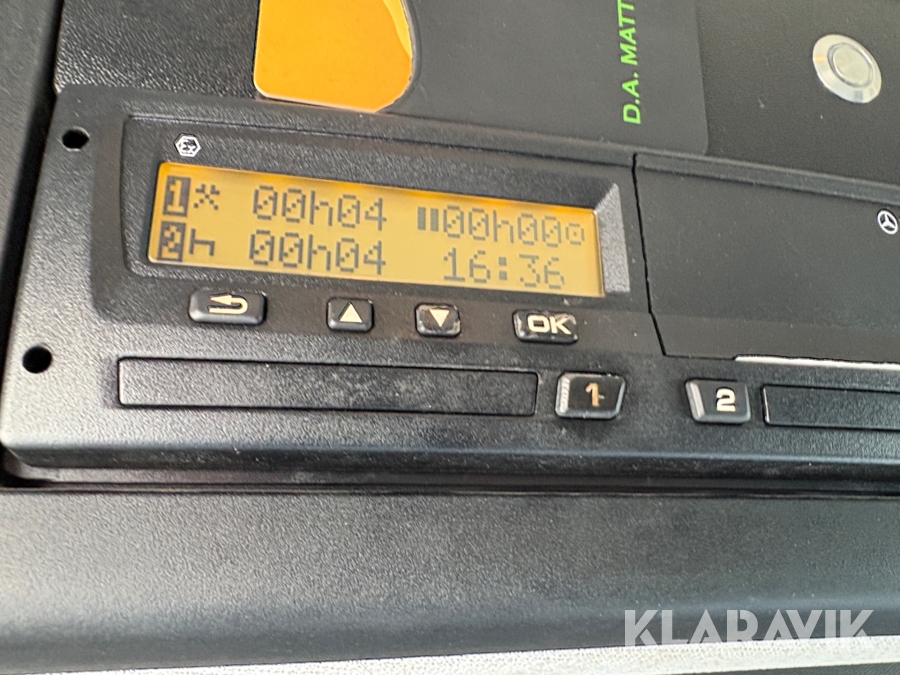 D.A. MATT
1 00h04 00h00
2 00h04 16:36
OK
1
2
KLARAVIK